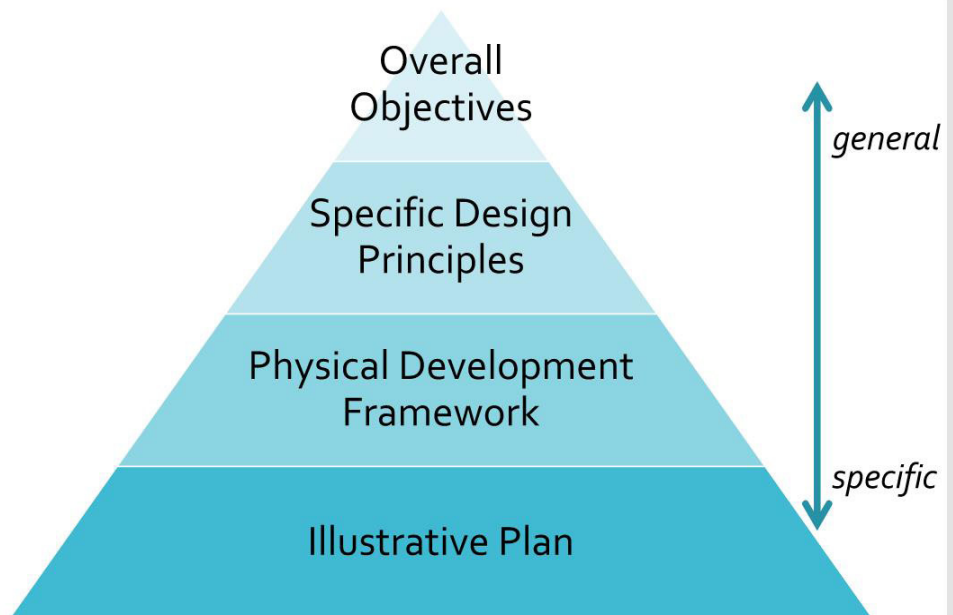 Overall
Objectives
general
Specific Design
Principles
Physical Development
Framework
specific
Illustrative Plan